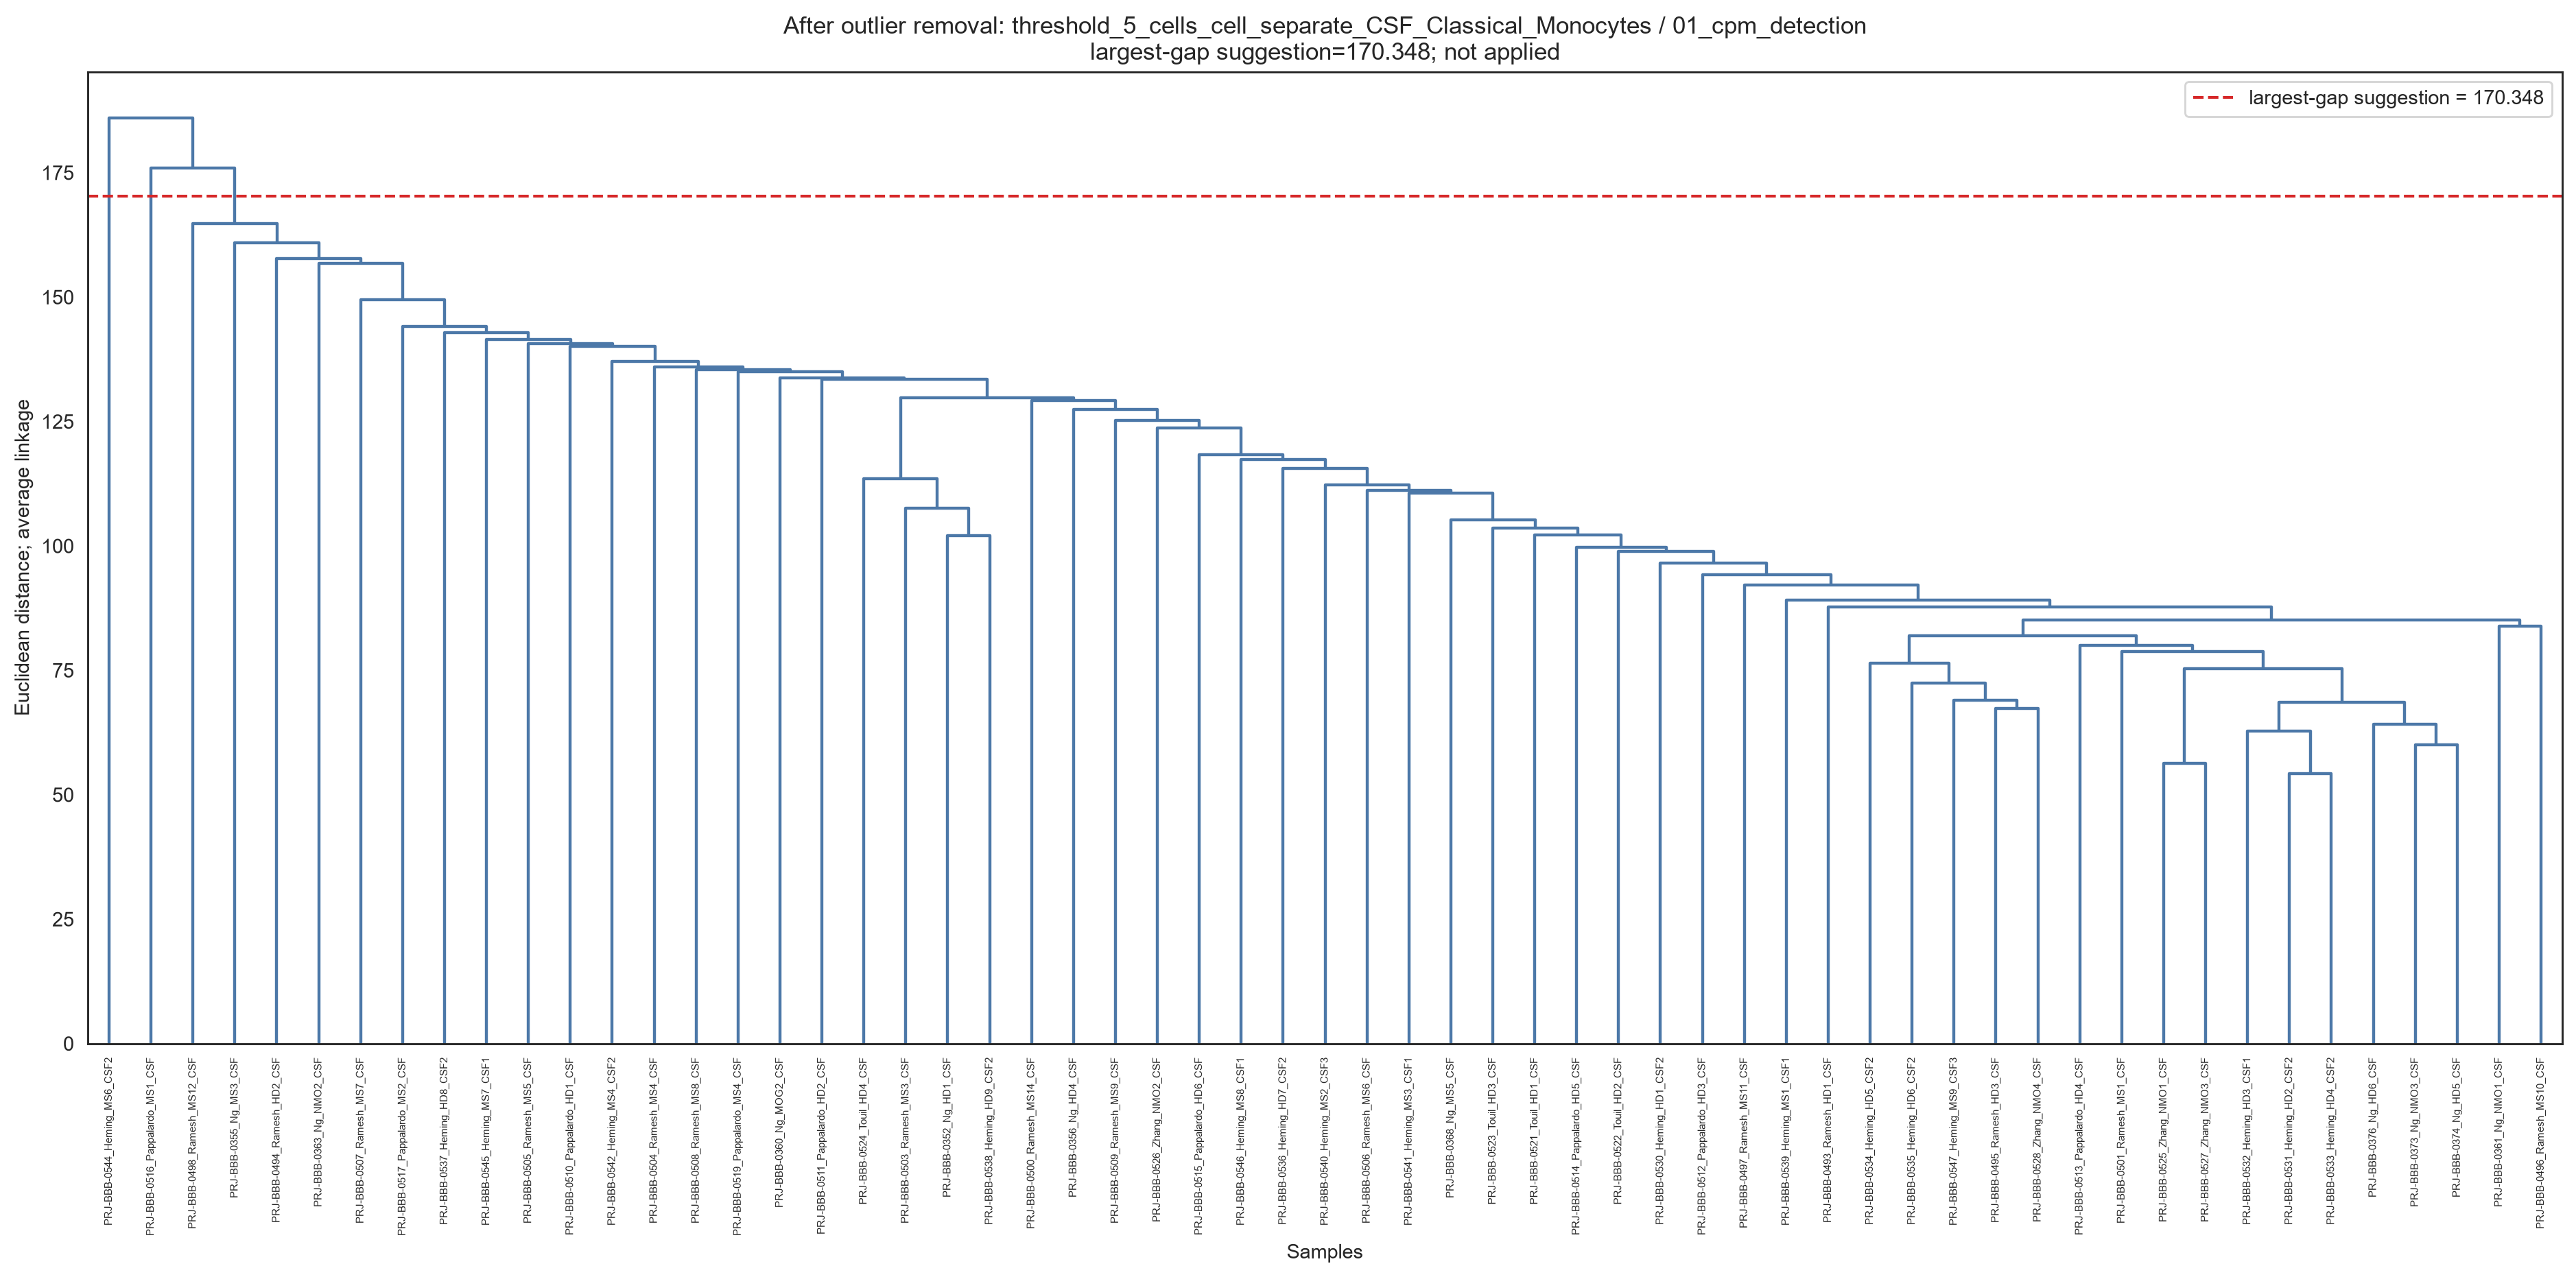 After outlier removal: threshold_5_cells_cell_separate_CSF_Classical_Monocytes / 01_cpm_detection
largest-gap suggestion=170.348; not applied
largest-gap suggestion = 170.348
Euclidean distance; average linkage
175
150
125
100
75
50
25
0
PRJ-BBB-0544_Heming_MS6_CSF2
PRJ-BBB-0516_Pappalardo_MS1_CSF
PRJ-BBB-0498_Ramesh_MS12_CSF
PRJ-BBB-0355_Ng_MS3_CSF
PRJ-BBB-0494_Ramesh_HD2_CSF
PRJ-BBB-0363_Ng_NMO2_CSF
PRJ-BBB-0507_Ramesh_MS7_CSF
PRJ-BBB-0517_Pappalardo_MS2_CSF
PRJ-BBB-0537_Heming_HD8_CSF2
PRJ-BBB-0545_Heming_MS7_CSF1
PRJ-BBB-0505_Ramesh_MS5_CSF
PRJ-BBB-0510_Pappalardo_HD1_CSF
PRJ-BBB-0542_Heming_MS4_CSF2
PRJ-BBB-0504_Ramesh_MS4_CSF
PRJ-BBB-0508_Ramesh_MS8_CSF
PRJ-BBB-0519_Pappalardo_MS4_CSF
PRJ-BBB-0360_Ng_MOG2_CSF
PRJ-BBB-0511_Pappalardo_HD2_CSF
PRJ-BBB-0524_Touil_HD4_CSF
PRJ-BBB-0503_Ramesh_MS3_CSF
PRJ-BBB-0352_Ng_HD1_CSF
PRJ-BBB-0538_Heming_HD9_CSF2
PRJ-BBB-0500_Ramesh_MS14_CSF
PRJ-BBB-0356_Ng_HD4_CSF
PRJ-BBB-0509_Ramesh_MS9_CSF
PRJ-BBB-0526_Zhang_NMO2_CSF
PRJ-BBB-0515_Pappalardo_HD6_CSF
PRJ-BBB-0546_Heming_MS8_CSF1
PRJ-BBB-0536_Heming_HD7_CSF2
PRJ-BBB-0540_Heming_MS2_CSF3
PRJ-BBB-0506_Ramesh_MS6_CSF
PRJ-BBB-0541_Heming_MS3_CSF1
PRJ-BBB-0368_Ng_MS5_CSF
PRJ-BBB-0523_Touil_HD3_CSF
PRJ-BBB-0521_Touil_HD1_CSF
PRJ-BBB-0514_Pappalardo_HD5_CSF
PRJ-BBB-0522_Touil_HD2_CSF
PRJ-BBB-0530_Heming_HD1_CSF2
PRJ-BBB-0512_Pappalardo_HD3_CSF
PRJ-BBB-0497_Ramesh_MS11_CSF
PRJ-BBB-0539_Heming_MS1_CSF1
PRJ-BBB-0493_Ramesh_HD1_CSF
PRJ-BBB-0534_Heming_HD5_CSF2
PRJ-BBB-0535_Heming_HD6_CSF2
PRJ-BBB-0547_Heming_MS9_CSF3
PRJ-BBB-0495_Ramesh_HD3_CSF
PRJ-BBB-0528_Zhang_NMO4_CSF
PRJ-BBB-0513_Pappalardo_HD4_CSF
PRJ-BBB-0501_Ramesh_MS1_CSF
PRJ-BBB-0525_Zhang_NMO1_CSF
PRJ-BBB-0527_Zhang_NMO3_CSF
PRJ-BBB-0532_Heming_HD3_CSF1
PRJ-BBB-0531_Heming_HD2_CSF2
PRJ-BBB-0533_Heming_HD4_CSF2
PRJ-BBB-0376_Ng_HD6_CSF
PRJ-BBB-0373_Ng_NMO3_CSF
PRJ-BBB-0374_Ng_HD5_CSF
PRJ-BBB-0361_Ng_NMO1_CSF
PRJ-BBB-0496_Ramesh_MS10_CSF
Samples